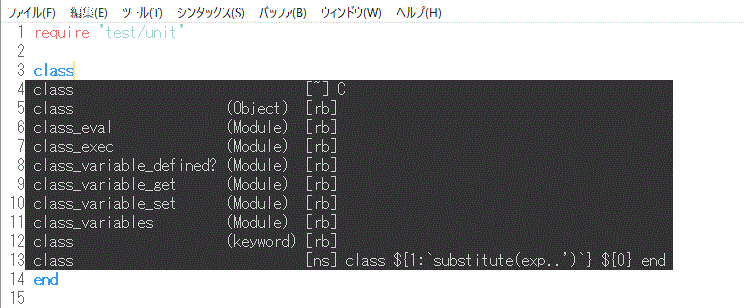 ファイル(F) 編集(E) ツール(T) シンタックス(S) バッファ(B) ウィンドウ(W) ヘルプ(H)
1 require 'test/unit'
2
3 class
4 class [~] C
5 class (Object) [rb]
6 class_eval (Module) [rb]
7 class_exec (Module) [rb]
8 class_variable_defined? (Module) [rb]
9 class_variable_get (Module) [rb]
10 class_variable_set (Module) [rb]
11 class_variables (Module) [rb]
12 class (keyword) [rb]
13 class [ns] class ${1:`substitute(exp..')`} ${0} end
14 end
15